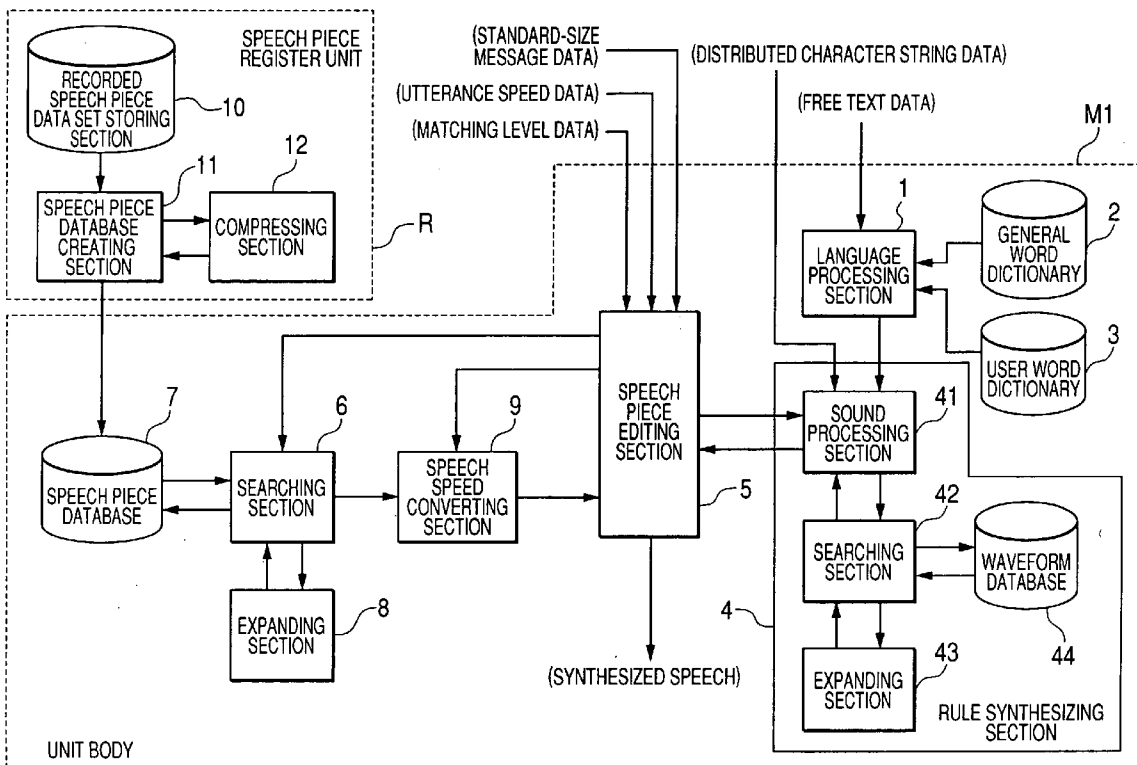 SPEECH PIECE
REGISTER UNIT
RECORDED
SPEECH PIECE
DATA SET STORING
SECTION
10
11
SPEECH PIECE
DATABASE
CREATING
SECTION
12
COMPRESSING
SECTION
R
(STANDARD-SIZE
MESSAGE DATA)
(UTTERANCE SPEED DATA)
(MATCHING LEVEL DATA)
(DISTRIBUTED CHARACTER STRING DATA)
(FREE TEXT DATA)
M1
1
LANGUAGE
PROCESSING
SECTION
2
GENERAL
WORD
DICTIONARY
3
USER WORD
DICTIONARY
7
SPEECH PIECE
DATABASE
6
SEARCHING
SECTION
9
SPEECH
SPEED
CONVERTING
SECTION
SPEECH
PIECE
EDITING
SECTION
5
41
SOUND
PROCESSING
SECTION
42
SEARCHING
SECTION
WAVEFORM
DATABASE
44
EXPANDING
SECTION
8
4
43
EXPANDING
SECTION
(SYNTHESIZED SPEECH)
RULE SYNTHESIZING
SECTION
UNIT BODY